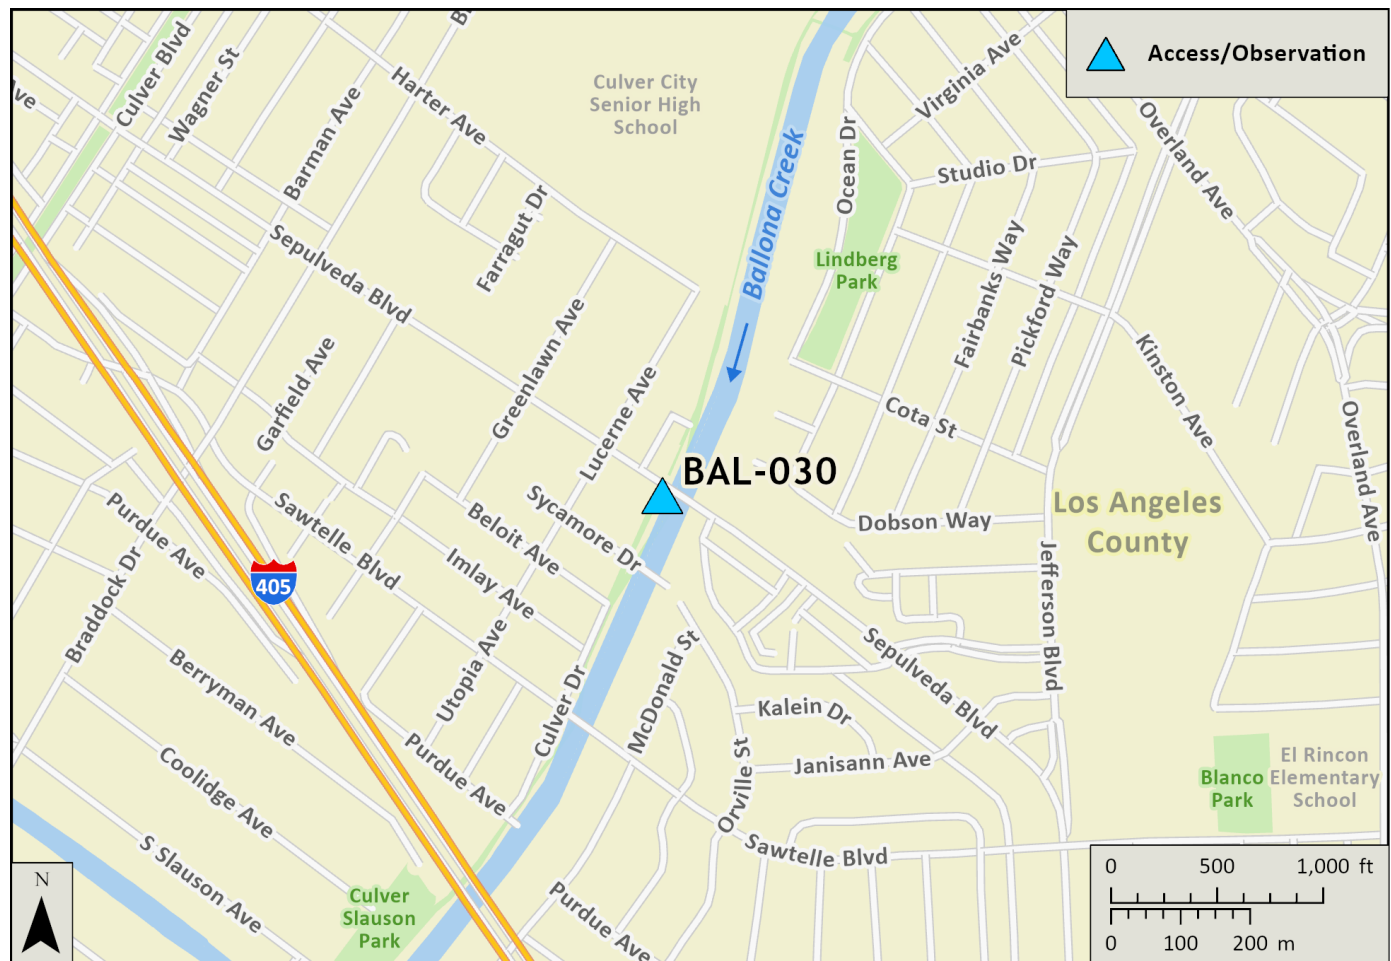 Access/Observation
Culver Blvd
Wagner St
Barman Ave
Harter Ave
Culver City
Senior High
School
Virginia Ave
Overland Ave
Ave
Bl
Ballona Creek
Ocean Dr
Studio Dr
Farragut Dr
Sepulveda Blvd
Lindberg
Park
Fairbanks Way
Pickford Way
Greenlawn Ave
Garfield Ave
Lucerne Ave
Kinston Ave
Cota St
Overland Ave
BAL-030
Los Angeles
County
Dobson Way
Sycamore Dr
Beloit Ave
Sawtelle Blvd
Purdue Ave
Imlay Ave
405
Braddock Dr
Jefferson Blvd
Utopia Ave
McDonald St
Sepulveda Blvd
Berryman Ave
Culver Dr
Kalein Dr
Janisann Ave
Orville St
Purdue Ave
Coolidge Ave
Blanco
Park
El Rincon
Elementary
School
S Slauson Ave
Sawtelle Blvd
Culver
Slauson
Park
Purdue Ave
N
0 500 1,000 ft
0 100 200 m